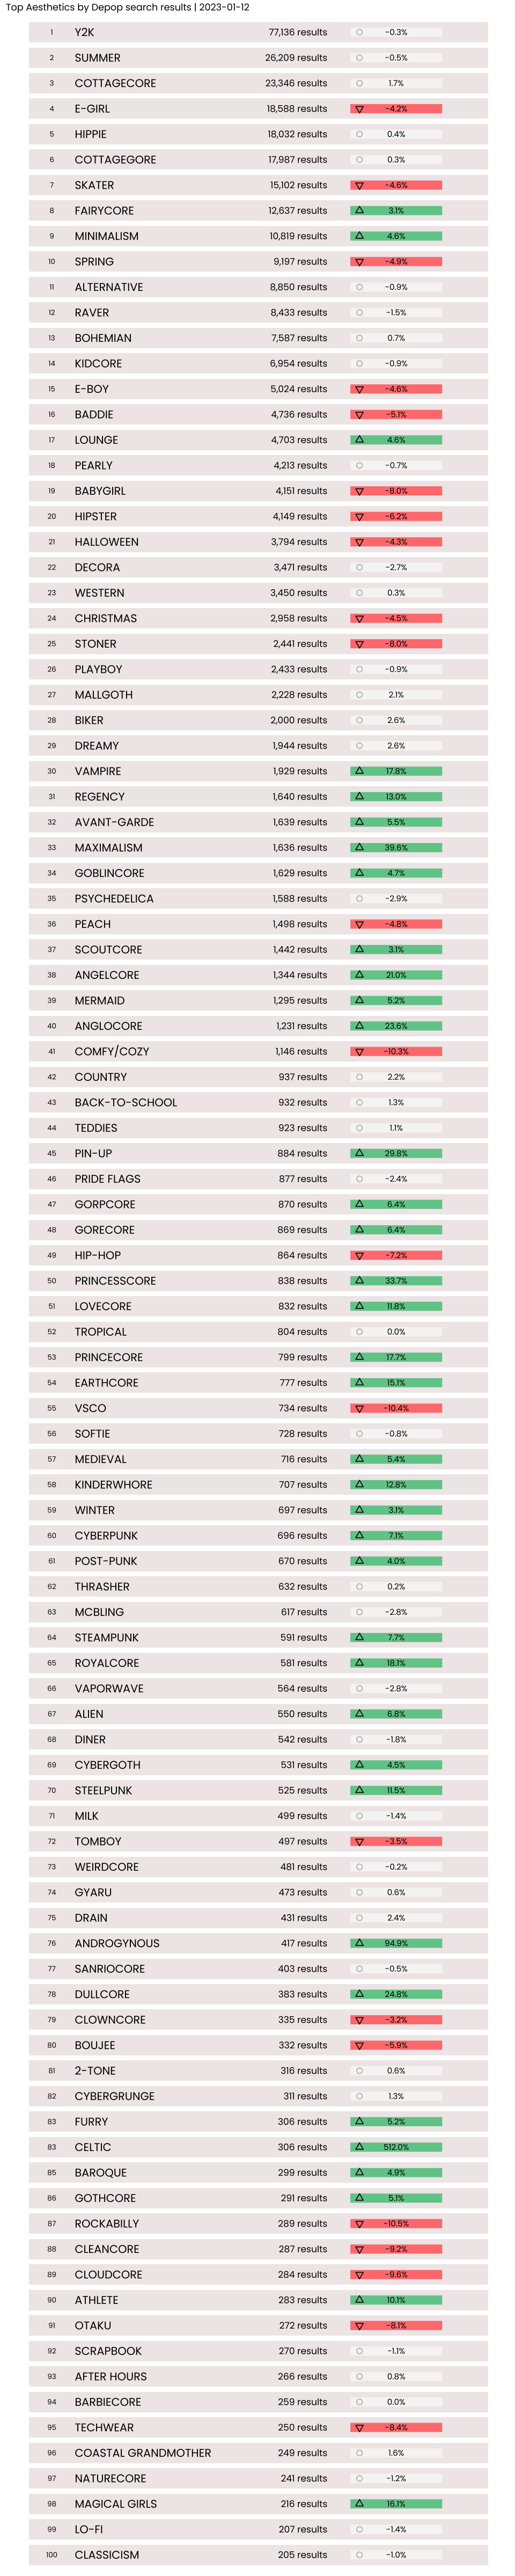 Top Aesthetics by Depop search results | 2023-01-12
1 Y2K 77,136 results -0.3%
2 SUMMER 26,209 results -0.5%
3 COTTAGECORE 23,346 results 1.7%
4 E-GIRL 18,588 results -4.2%
5 HIPPIE 18,032 results 0.4%
6 COTTAGEGORE 17,987 results 0.3%
7 SKATER 15,102 results -4.6%
8 FAIRYCORE 12,637 results 3.1%
9 MINIMALISM 10,819 results 4.6%
10 SPRING 9,197 results -4.9%
11 ALTERNATIVE 8,850 results -0.9%
12 RAVER 8,433 results -1.5%
13 BOHEMIAN 7,587 results 0.7%
14 KIDCORE 6,954 results -0.9%
15 E-BOY 5,024 results -4.6%
16 BADDIE 4,736 results -5.1%
17 LOUNGE 4,703 results 4.6%
18 PEARLY 4,213 results -0.7%
19 BABYGIRL 4,151 results -8.0%
20 HIPSTER 4,149 results -6.2%
21 HALLOWEEN 3,794 results -4.3%
22 DECORA 3,471 results -2.7%
23 WESTERN 3,450 results 0.3%
24 CHRISTMAS 2,958 results -4.5%
25 STONER 2,441 results -8.0%
26 PLAYBOY 2,433 results -0.9%
27 MALLGOTH 2,228 results 2.1%
28 BIKER 2,000 results 2.6%
29 DREAMY 1,944 results 2.6%
30 VAMPIRE 1,929 results 17.8%
31 REGENCY 1,640 results 13.0%
32 AVANT-GARDE 1,639 results 5.5%
33 MAXIMALISM 1,636 results 39.6%
34 GOBLINCORE 1,629 results 4.7%
35 PSYCHEDELICA 1,588 results -2.9%
36 PEACH 1,498 results -4.8%
37 SCOUTCORE 1,442 results 3.1%
38 ANGELCORE 1,344 results 21.0%
39 MERMAID 1,295 results 5.2%
40 ANGLOCORE 1,231 results 23.6%
41 COMFY/COZY 1,146 results -10.3%
42 COUNTRY 937 results 2.2%
43 BACK-TO-SCHOOL 932 results 1.3%
44 TEDDIES 923 results 1.1%
45 PIN-UP 884 results 29.8%
46 PRIDE FLAGS 877 results -2.4%
47 GORPCORE 870 results 6.4%
48 GORECORE 869 results 6.4%
49 HIP-HOP 864 results -7.2%
50 PRINCESSCORE 838 results 33.7%
51 LOVECORE 832 results 11.8%
52 TROPICAL 804 results 0.0%
53 PRINCECORE 799 results 17.7%
54 EARTHCORE 777 results 15.1%
55 VSCO 734 results -10.4%
56 SOFTIE 728 results -0.8%
57 MEDIEVAL 716 results 5.4%
58 KINDERWHORE 707 results 12.8%
59 WINTER 697 results 3.1%
60 CYBERPUNK 696 results 7.1%
61 POST-PUNK 670 results 4.0%
62 THRASHER 632 results 0.2%
63 MCBLING 617 results -2.8%
64 STEAMPUNK 591 results 7.7%
65 ROYALCORE 581 results 18.1%
66 VAPORWAVE 564 results -2.8%
67 ALIEN 550 results 6.8%
68 DINER 542 results -1.8%
69 CYBERGOTH 531 results 4.5%
70 STEELPUNK 525 results 11.5%
71 MILK 499 results -1.4%
72 TOMBOY 497 results -3.5%
73 WEIRDCORE 481 results -0.2%
74 GYARU 473 results 0.6%
75 DRAIN 431 results 2.4%
76 ANDROGYNOUS 417 results 94.9%
77 SANRIOCORE 403 results -0.5%
78 DULLCORE 383 results 24.8%
79 CLOWNCORE 335 results -3.2%
80 BOUJEE 332 results -5.9%
81 2-TONE 316 results 0.6%
82 CYBERGRUNGE 311 results 1.3%
83 FURRY 306 results 5.2%
83 CELTIC 306 results 512.0%
85 BAROQUE 299 results 4.9%
86 GOTHCORE 291 results 5.1%
87 ROCKABILLY 289 results -10.5%
88 CLEANCORE 287 results -9.2%
89 CLOUDCORE 284 results -9.6%
90 ATHLETE 283 results 10.1%
91 OTAKU 272 results -8.1%
92 SCRAPBOOK 270 results -1.1%
93 AFTER HOURS 266 results 0.8%
94 BARBIECORE 259 results 0.0%
95 TECHWEAR 250 results -8.4%
96 COASTAL GRANDMOTHER 249 results 1.6%
97 NATURECORE 241 results -1.2%
98 MAGICAL GIRLS 216 results 16.1%
99 LO-FI 207 results -1.4%
100 CLASSICISM 205 results -1.0%